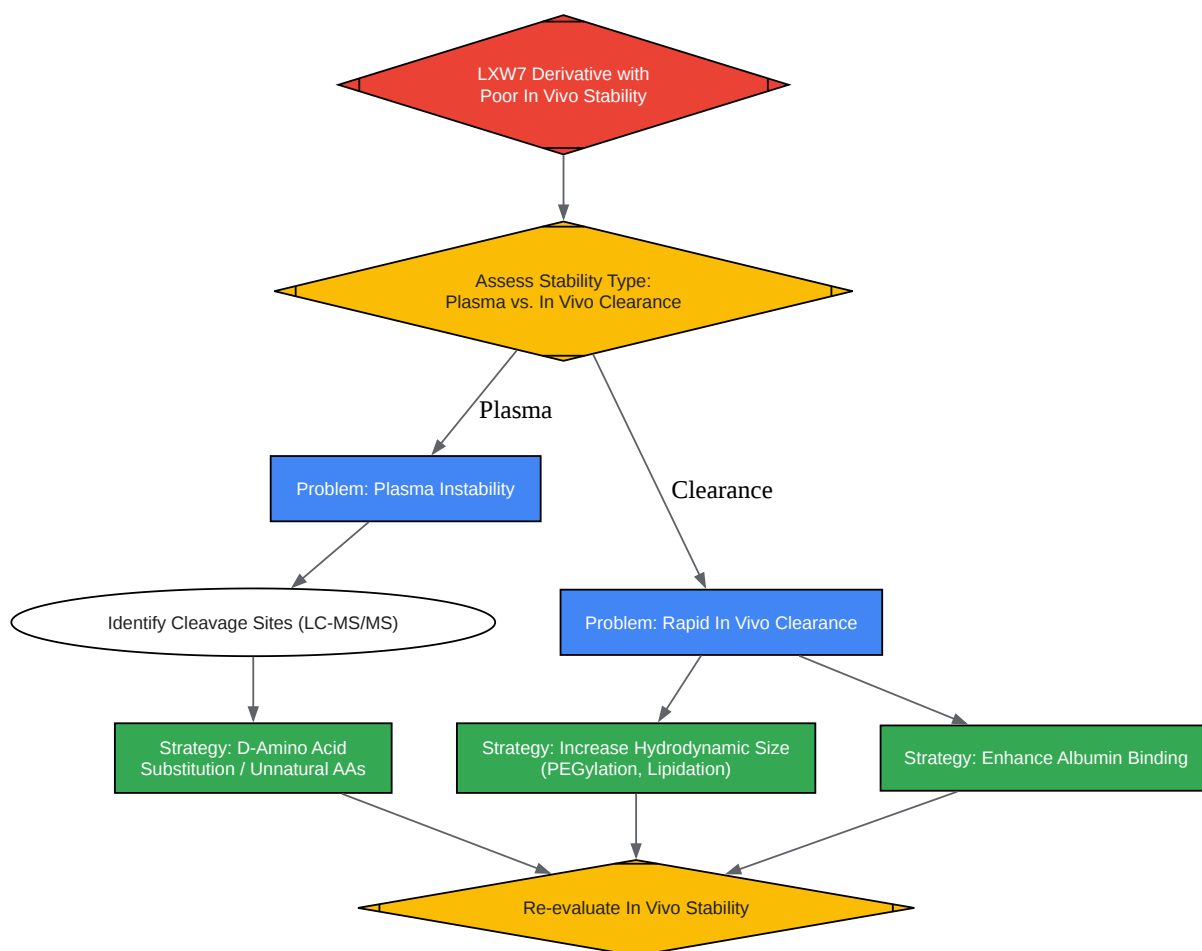 LXW7 Derivative with
Poor In Vivo Stability
Assess Stability Type:
Plasma vs. In Vivo Clearance
Plasma
Clearance
Problem: Plasma Instability
Identify Cleavage Sites (LC-MS/MS)
Problem: Rapid In Vivo Clearance
Strategy: D-Amino Acid
Substitution / Unnatural AAs
Strategy: Increase Hydrodynamic Size
(PEGylation, Lipidation)
Strategy: Enhance Albumin Binding
Re-evaluate In Vivo Stability